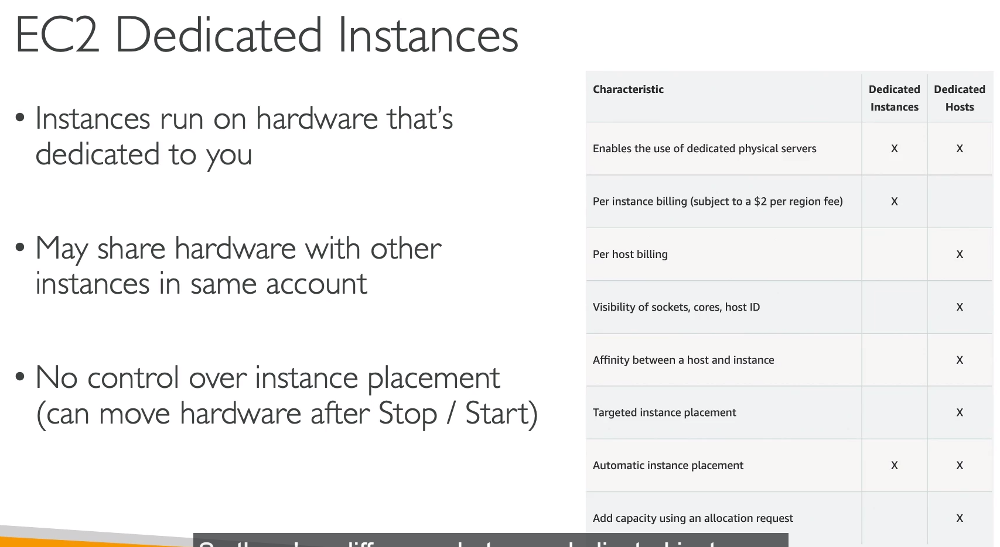 EC2 Dedicated Instances
• Instances run on hardware that's
dedicated to you
• May share hardware with other
instances in same account
• No control over instance placement
(can move hardware after Stop / Start)
Characteristic Dedicated Instances Dedicated Hosts
Enables the use of dedicated physical servers X X
Per instance billing (subject to a $2 per region fee) X
Per host billing X
Visibility of sockets, cores, host ID X
Affinity between a host and instance X
Targeted instance placement X
Automatic instance placement X X
Add capacity using an allocation request X